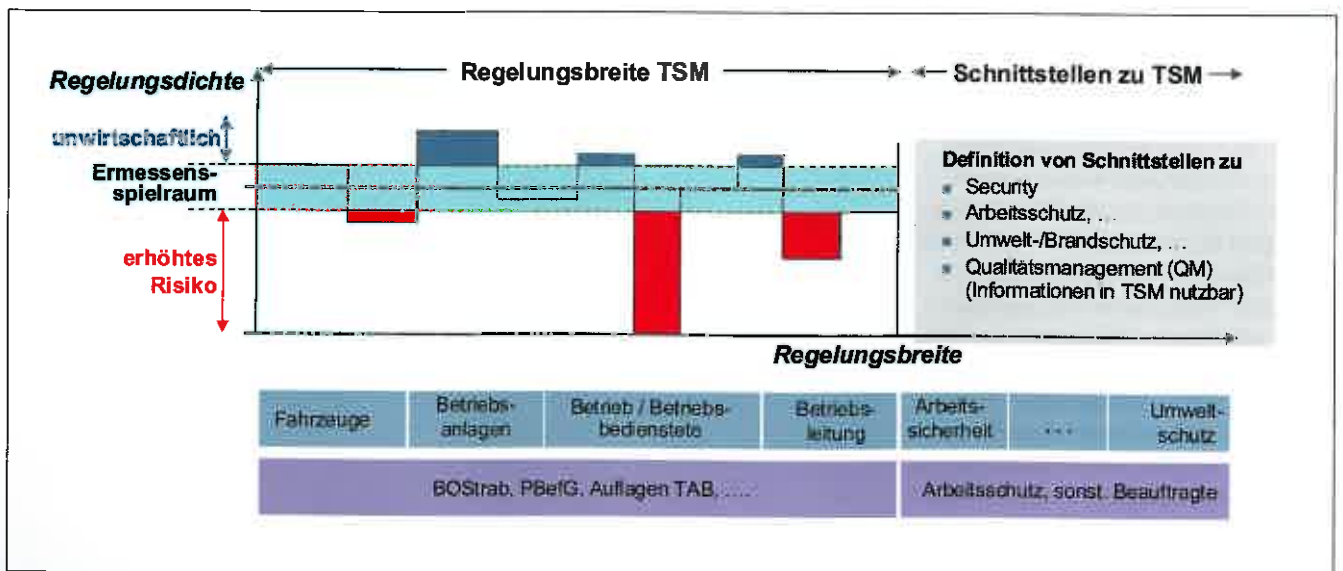 Regelungsdichte
Regelungsbreite TSM
Schnittstellen zu TSM
unwirtschaftlich
Ermessens-
spielraum
erhöhtes
Risiko
Definition von Schnittstellen zu
Security
Arbeitsschutz, ...
Umwelt-/Brandschutz, ...
Qualitätsmanagement (QM)
(Informationen in TSM nutzbar)
Regelungsbreite
Fahrzeuge
Betriebs-
anlagen
Betrieb / Betriebs-
bedienstete
Betriebs-
leitung
Arbeits-
sicherheit
...
Umwelt-
schutz
BOStrab, PBefG, Auflagen TAB, ....
Arbeitsschutz, sonst. Beauftragte